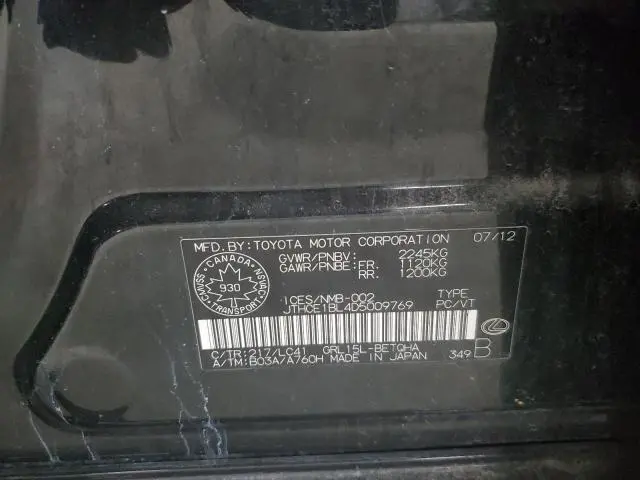 MFD.BY:TOYOTA MOTOR CORPORATION 07/12
GVWR/PNBV: 2245KG
GAWR/PNBE:FR. 1120KG
RR. 1200KG
CANADA
930
TRANSPORT
ICES/NMB-002 TYPE
JTHCE1BL4D5009769 PC/VT
C/TR:217/LC41 GRL15L-BETQHA
A/TM:B03A/A760H MADE IN JAPAN 349 B